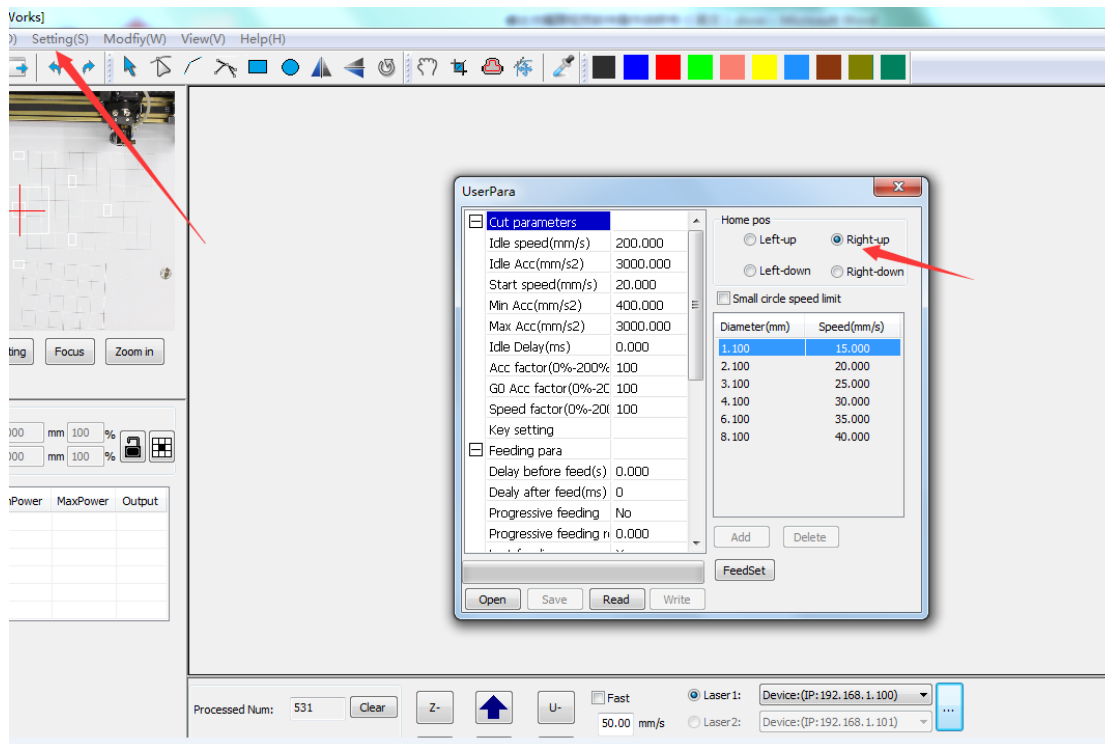 Works]
Setting(S) Modfiy(W) View(V) Help(H)
UserPara
Cut parameters
Idle speed(mm/s) 200.000
Idle Acc(mm/s2) 3000.000
Start speed(mm/s) 20.000
Min Acc(mm/s2) 400.000
Max Acc(mm/s2) 3000.000
Idle Delay(ms) 0.000
Acc factor(0%-200% 100
G0 Acc factor(0%-20 100
Speed factor(0%-200 100
Key setting
Feeding para
Delay before feed(s) 0.000
Dealy after feed(ms) 0
Progressive feeding No
Progressive feeding r 0.000
Home pos
Left-up Right-up
Left-down Right-down
Small circle speed limit
Diameter(mm) Speed(mm/s)
1.100 15.000
2.100 20.000
3.100 25.000
4.100 30.000
6.100 35.000
8.100 40.000
Add Delete
FeedSet
Open Save Read Write
ting Focus Zoom in
000 mm 100 %
000 mm 100 %
Power MaxPower Output
Processed Num: 531 Clear
Z- U-
Fast
50.00 mm/s
Laser1: Device:(IP:192.168.1.100) ...
Laser2: Device:(IP:192.168.1.101)